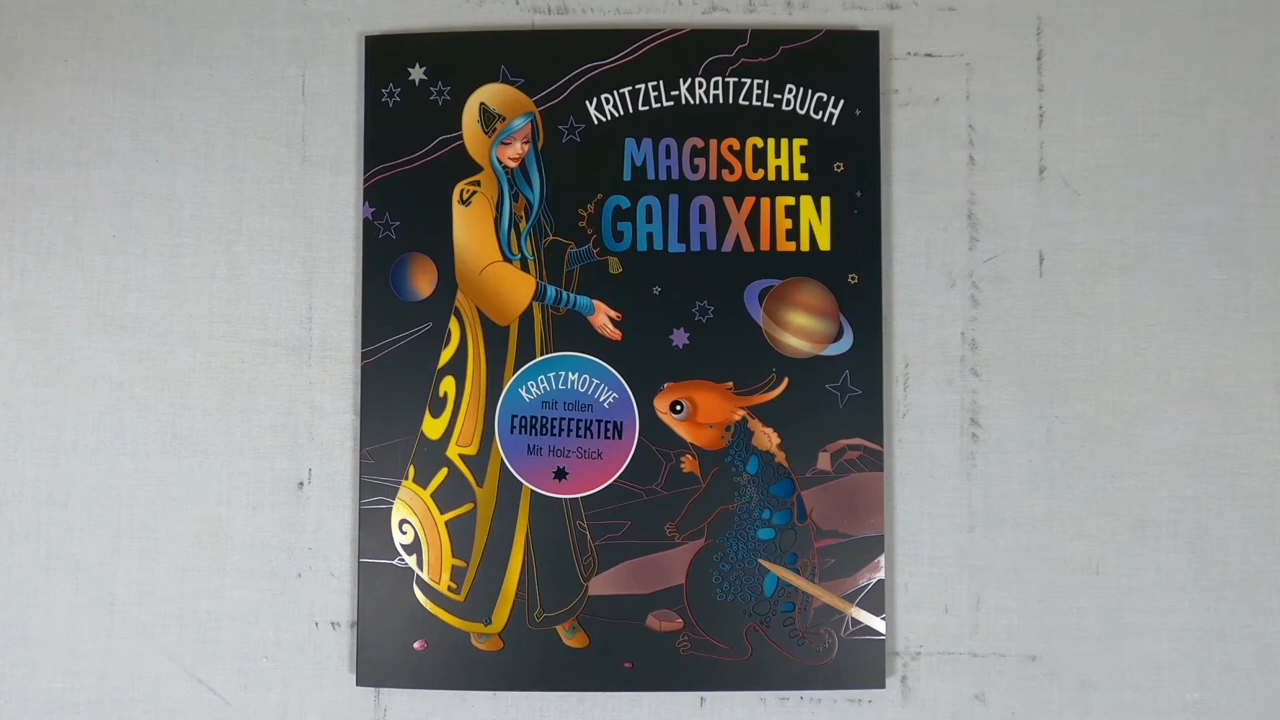 KRITZEL-KRATZEL-BUCH
MAGISCHE
GALAXIEN
KRATZMOTIVE
mit tollen
FARBEFFEKTEN
Mit Holz-Stick